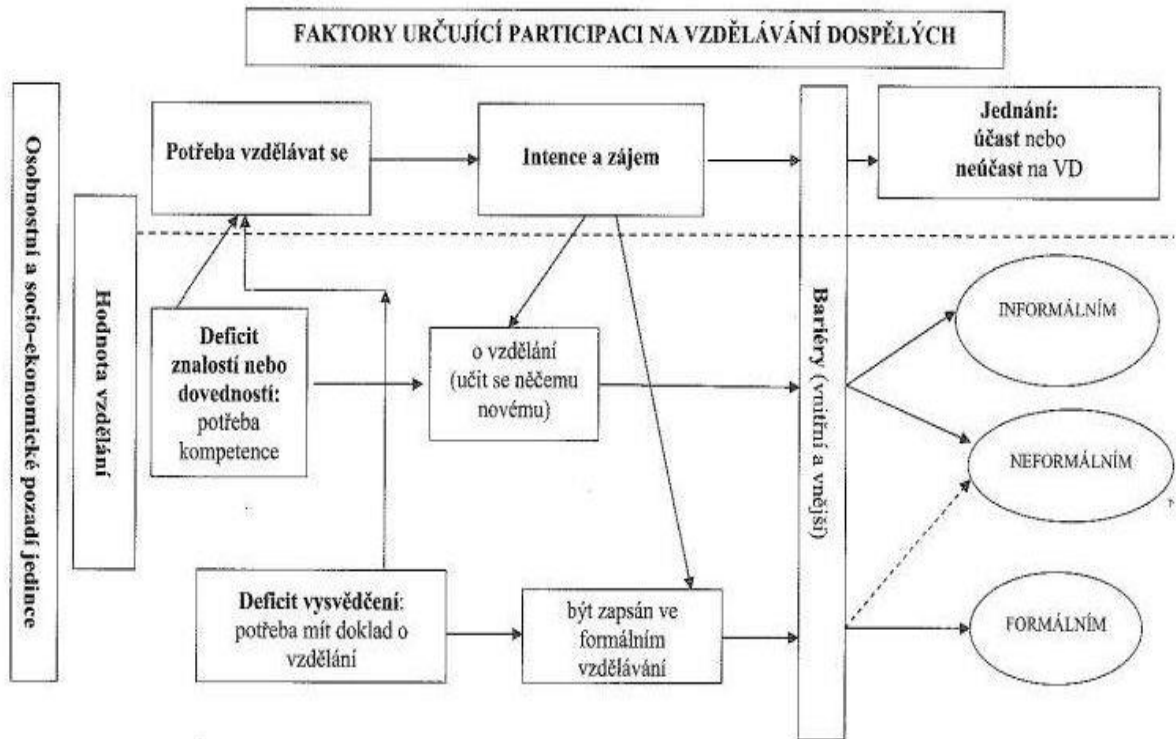 FAKTORY URČUJÍCÍ PARTICIPACI NA VZDĚLÁVÁNÍ DOSPĚLÝCH
Osobnostní a socio-ekonomické pozadí jedince
Hodnota vzdělání
Potřeba vzdělávat se
Intence a zájem
Jednání:
účast nebo
neúčast na VD
Bariéry (vnitřní a vnější)
Deficit
znalostí nebo
dovedností:
potřeba
kompetence
o vzdělání
(učit se něčemu
novému)
INFORMÁLNÍM
NEFORMÁLNÍM
Deficit vysvědčení:
potřeba mít doklad o
vzdělání
být zapsán ve
formálním
vzdělávání
FORMÁLNÍM